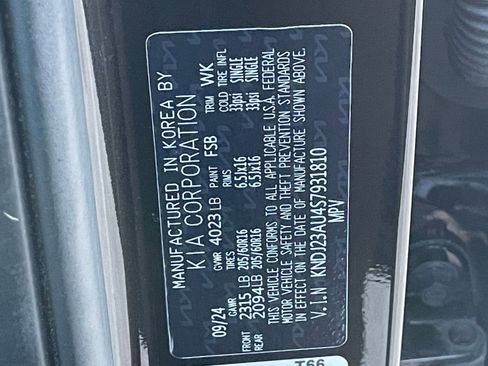 MANUFACTURED IN KOREA BY
KIA CORPORATION
09/24 GVWR 4023 LB PAINT FSB TRIM WK
GAWR TIRES RIMS COLD TIRE INFL
FRONT 2315 LB 205/60R16 6.5Jx16 33psi SINGLE
REAR 2094LB 205/60R16 6.5Jx16 33psi SINGLE
THIS VEHICLE CONFORMS TO ALL APPLICABLE U.S.A. FEDERAL
MOTOR VEHICLE SAFETY AND THEFT PREVENTION STANDARDS
IN EFFECT ON THE DATE OF MANUFACTURE SHOWN ABOVE.
V.I.N KNDJ23AU4S7931810
MPV
T66